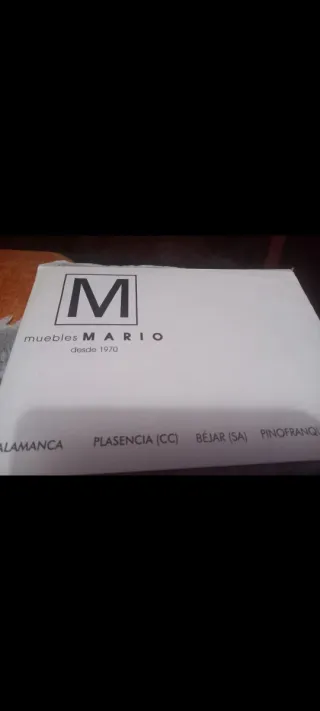 M
muebles MARIO
desde 1970
ALAMANCA PLASENCIA (CC) BÉJAR (SA) PINOFRANQU